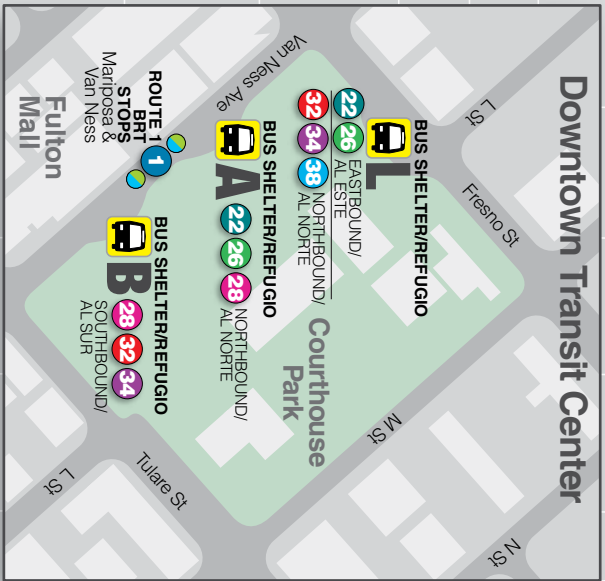 Downtown Transit Center
L St
Fresno St
Van Ness Ave
BUS SHELTER/REFUGIO
L
22 26 EASTBOUND/
AL ESTE
32 34 38 NORTHBOUND/
AL NORTE
BUS SHELTER/REFUGIO
A
22 26 28 NORTHBOUND/
AL NORTE
Courthouse
Park
M St
ROUTE 1
BRT
STOPS
Mariposa &
Van Ness
1
BUS SHELTER/REFUGIO
B
28 32 34
SOUTHBOUND/
AL SUR
Fulton
Mall
Tulare St
L St
N St